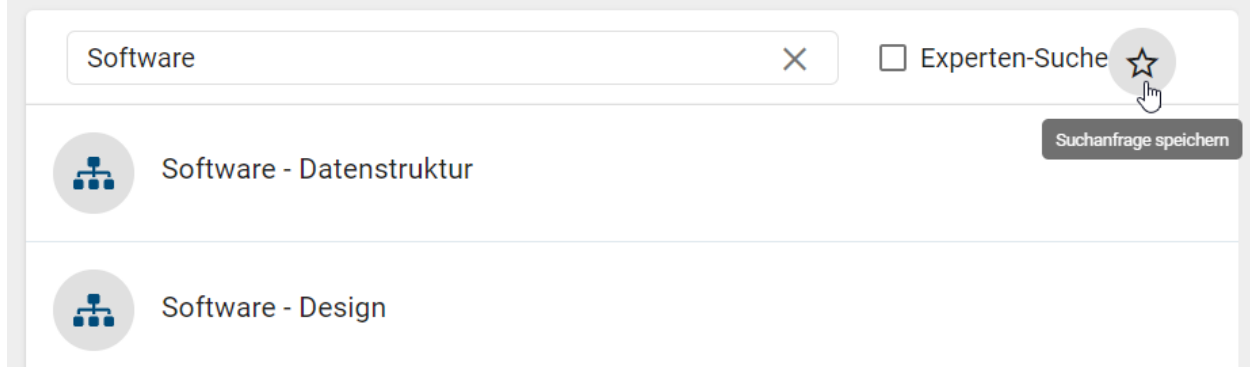 Software
Experten-Suche
Suchanfrage speichern
Software - Datenstruktur
Software - Design